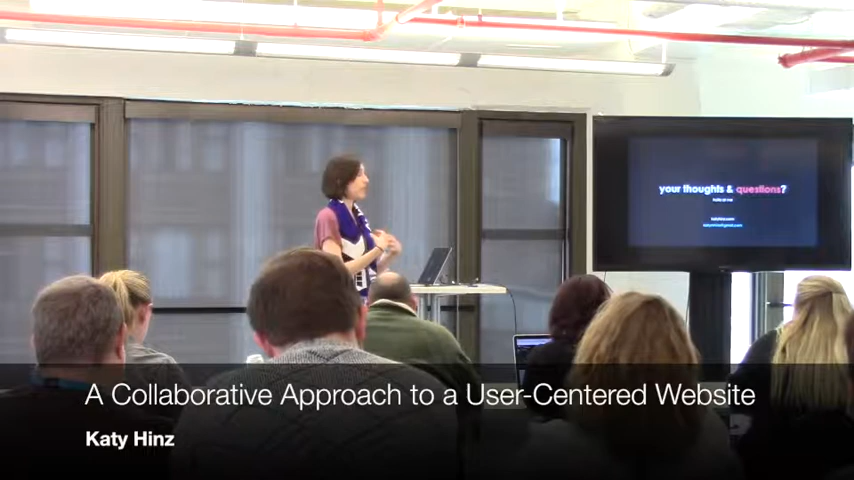 your thoughts & questions?
A Collaborative Approach to a User-Centered Website
Katy Hinz